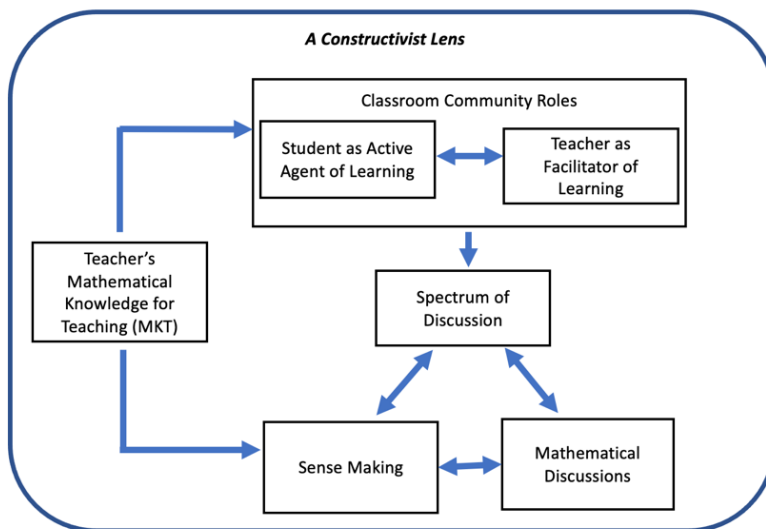 A Constructivist Lens
Classroom Community Roles
Student as Active
Agent of Learning
Teacher as
Facilitator of
Learning
Teacher's
Mathematical
Knowledge for
Teaching (MKT)
Spectrum of
Discussion
Sense Making
Mathematical
Discussions